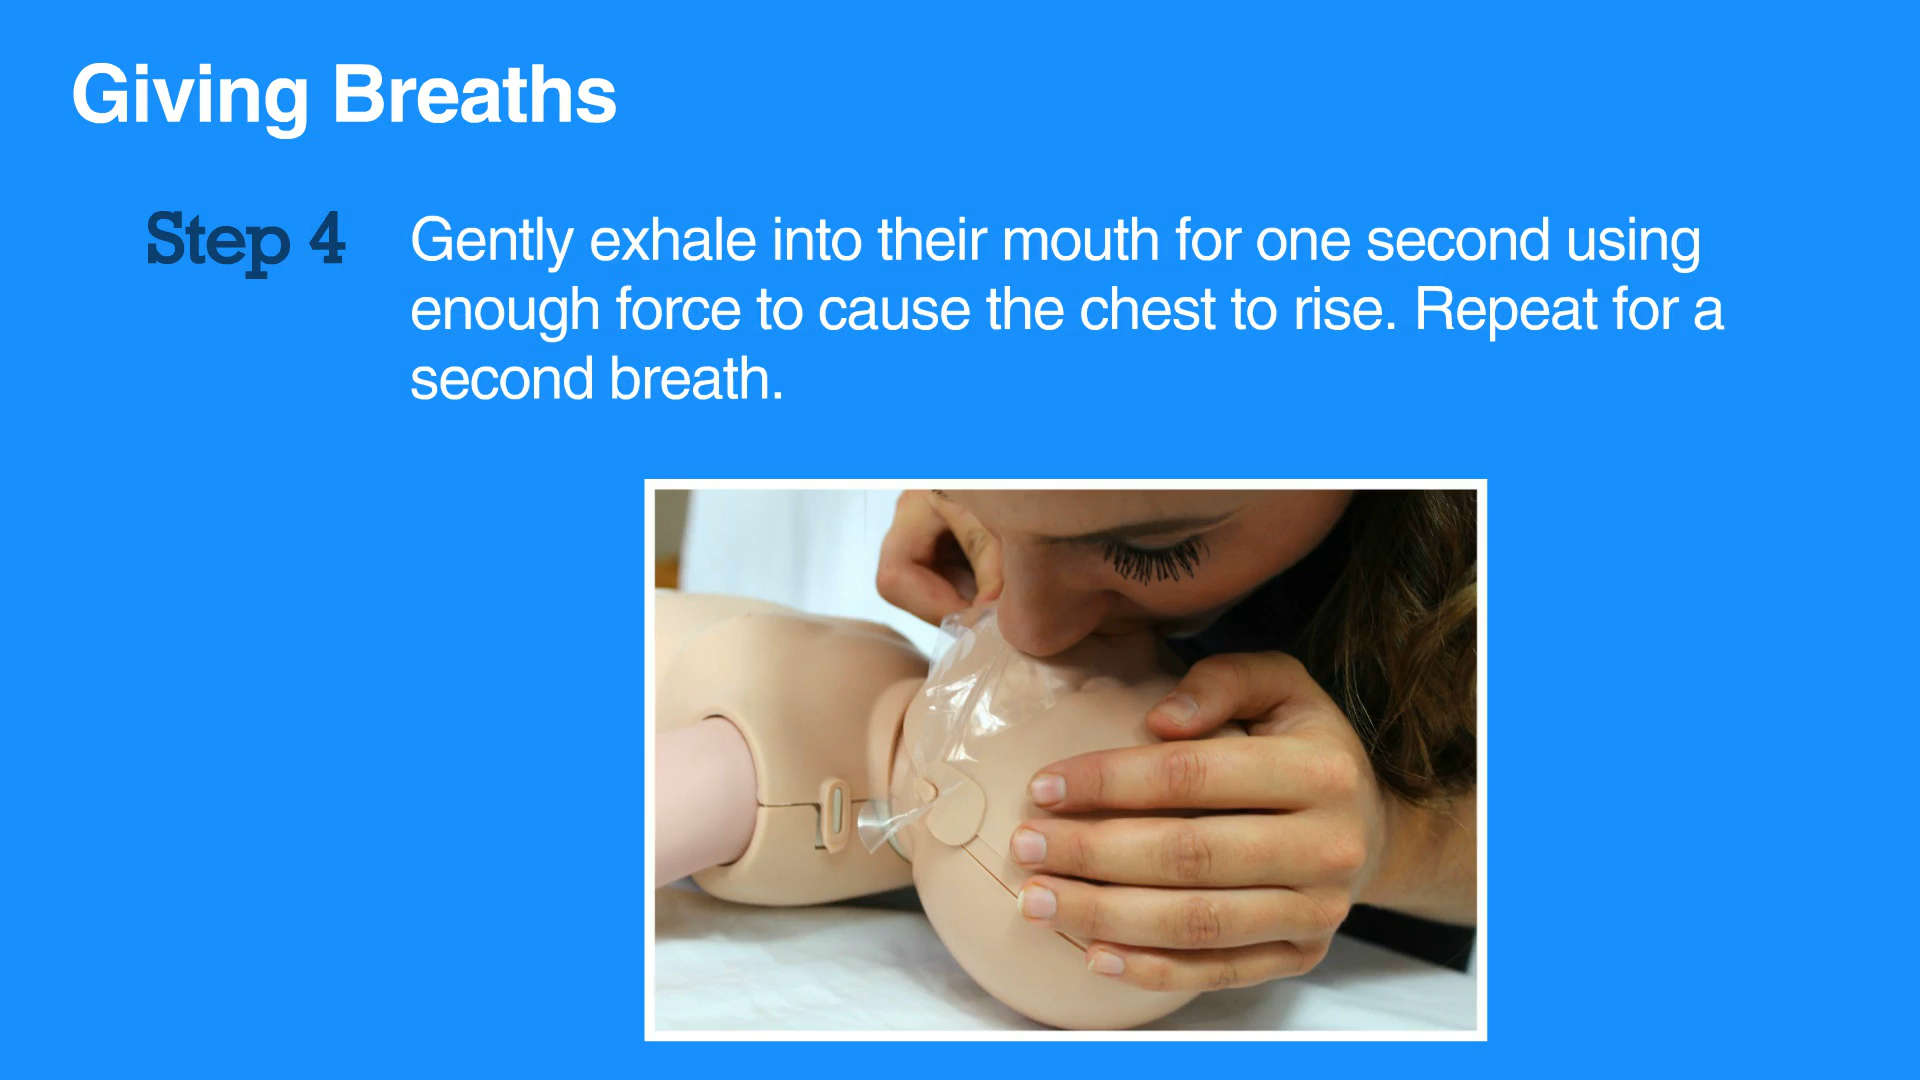 Giving Breaths
Step 4
Gently exhale into their mouth for one second using
enough force to cause the chest to rise. Repeat for a
second breath.